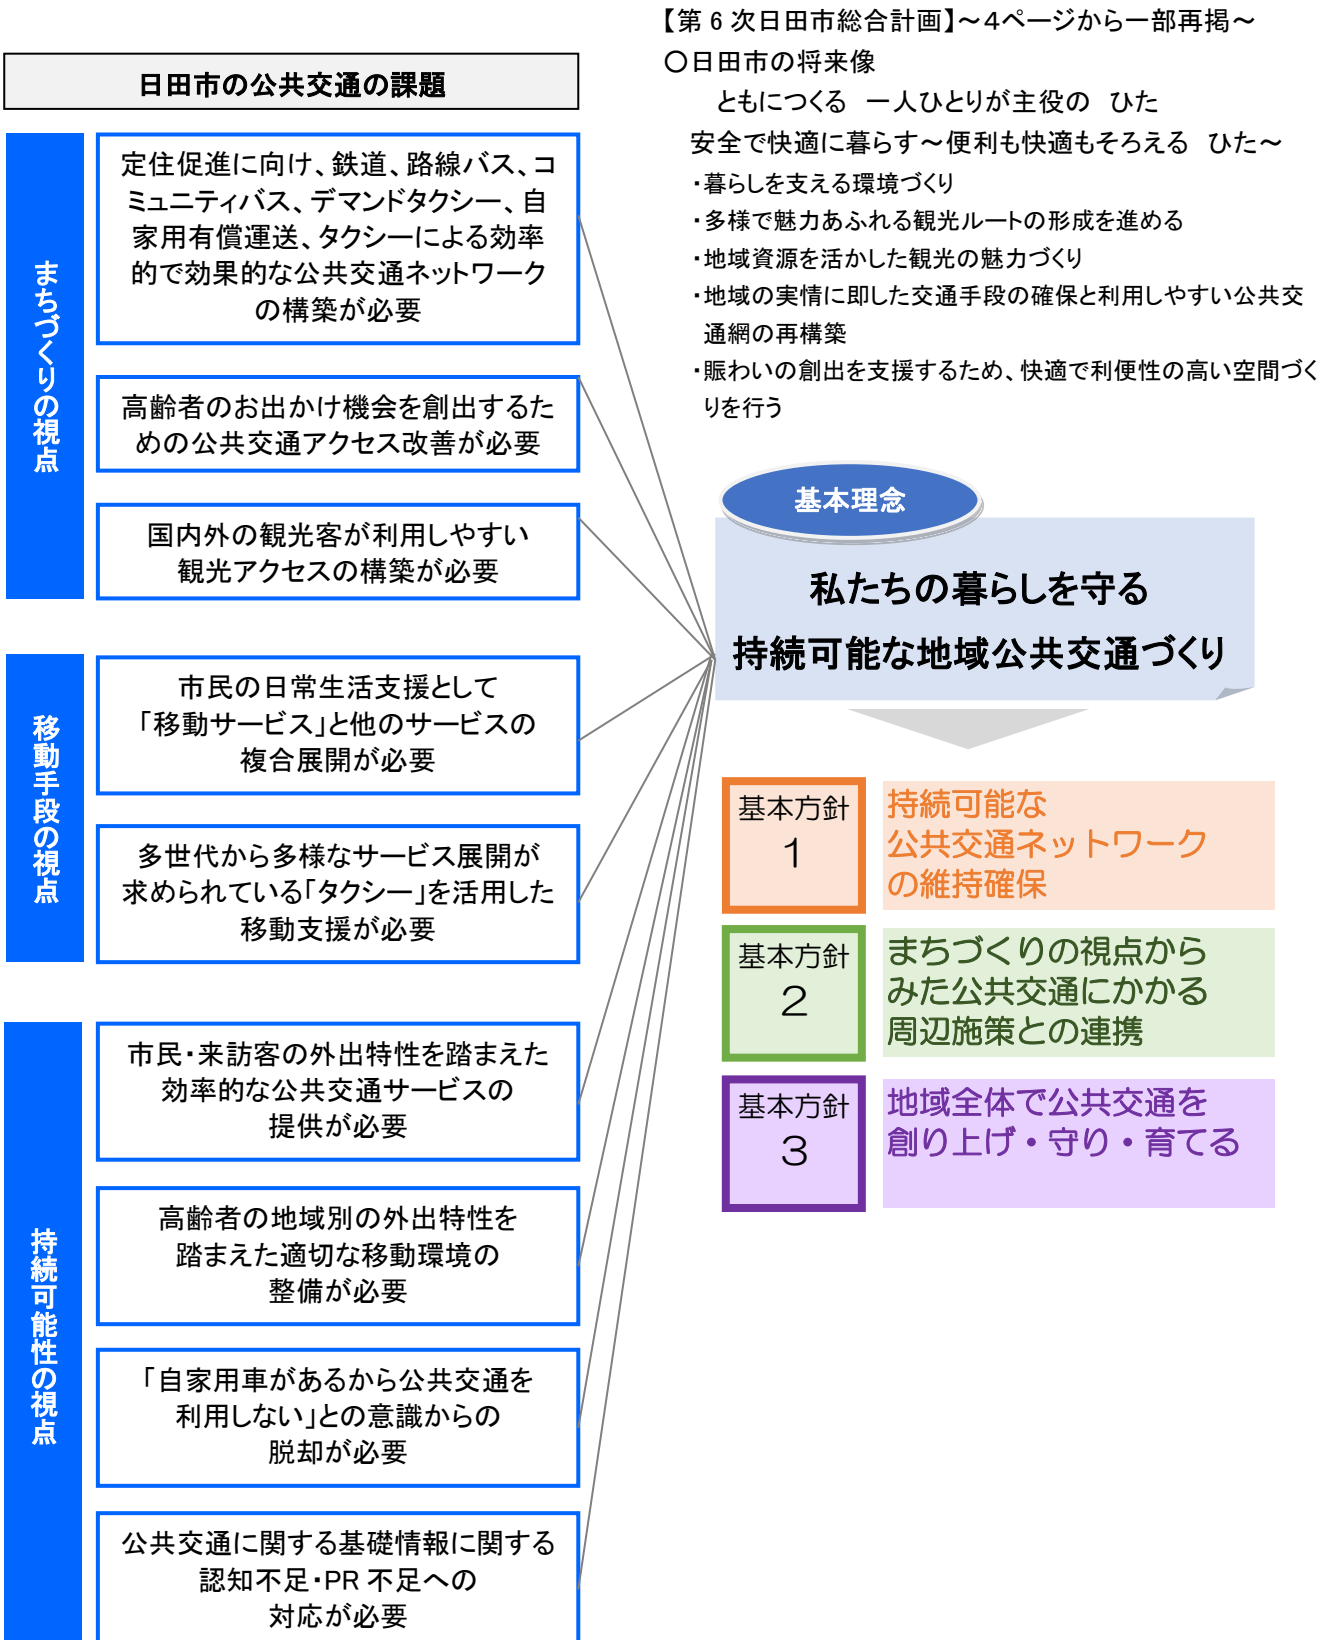 【第6次日田市総合計画】～4ページから一部再掲～
○日田市の将来像
ともにつくる　一人ひとりが主役の　ひた
安全で快適に暮らす～便利も快適もそろえる　ひた～
・暮らしを支える環境づくり
・多様で魅力あふれる観光ルートの形成を進める
・地域資源を活かした観光の魅力づくり
・地域の実情に即した交通手段の確保と利用しやすい公共交
通網の再構築
・賑わいの創出を支援するため、快適で利便性の高い空間づく
りを行う
日田市の公共交通の課題
まちづくりの視点
定住促進に向け、鉄道、路線バス、コ
ミュニティバス、デマンドタクシー、自
家用有償運送、タクシーによる効率
的で効果的な公共交通ネットワーク
の構築が必要
高齢者のお出かけ機会を創出するた
めの公共交通アクセス改善が必要
国内外の観光客が利用しやすい
観光アクセスの構築が必要
移動手段の視点
市民の日常生活支援として
「移動サービス」と他のサービスの
複合展開が必要
多世代から多様なサービス展開が
求められている「タクシー」を活用した
移動支援が必要
持続可能性の視点
市民・来訪客の外出特性を踏まえた
効率的な公共交通サービスの
提供が必要
高齢者の地域別の外出特性を
踏まえた適切な移動環境の
整備が必要
「自家用車があるから公共交通を
利用しない」との意識からの
脱却が必要
公共交通に関する基礎情報に関する
認知不足・PR不足への
対応が必要
基本理念
私たちの暮らしを守る
持続可能な地域公共交通づくり
基本方針
1
持続可能な
公共交通ネットワーク
の維持確保
基本方針
2
まちづくりの視点から
みた公共交通にかかる
周辺施策との連携
基本方針
3
地域全体で公共交通を
創り上げ・守り・育てる